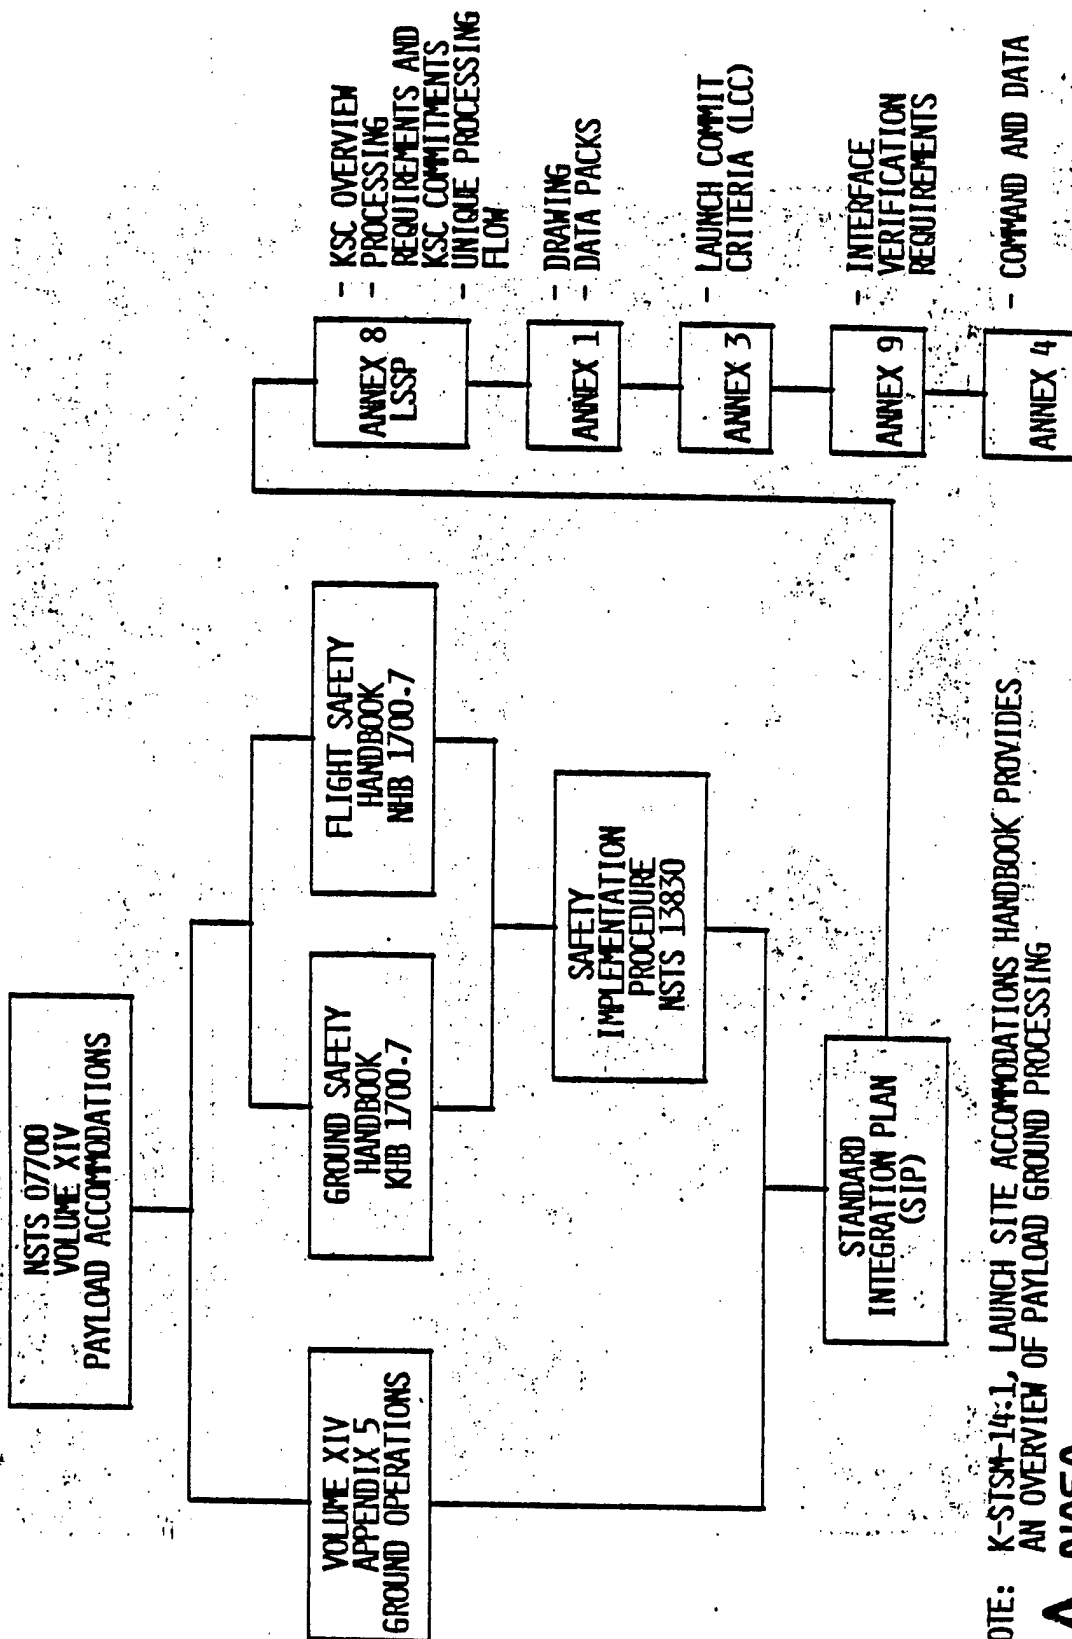 NSTS 07700
VOLUME XIV
PAYLOAD ACCOMMODATIONS
VOLUME XIV
APPENDIX 5
GROUND OPERATIONS
GROUND SAFETY
HANDBOOK
KHB 1700.7
FLIGHT SAFETY
HANDBOOK
NHB 1700.7
SAFETY
IMPLEMENTATION
PROCEDURE
NSTS 13830
STANDARD
INTEGRATION PLAN
(SIP)
ANNEX 8
LSSP
- KSC OVERVIEW
- PROCESSING
REQUIREMENTS AND
KSC COMMITMENTS
- UNIQUE PROCESSING
FLOW
ANNEX 1
- DRAWING
- DATA PACKS
ANNEX 3
- LAUNCH COMMIT
CRITERIA (LCC)
ANNEX 9
- INTERFACE
VERIFICATION
REQUIREMENTS
ANNEX 4
- COMMAND AND DATA
OTE: K-STSM-14.1, LAUNCH SITE ACCOMMODATIONS HANDBOOK PROVIDES
AN OVERVIEW OF PAYLOAD GROUND PROCESSING